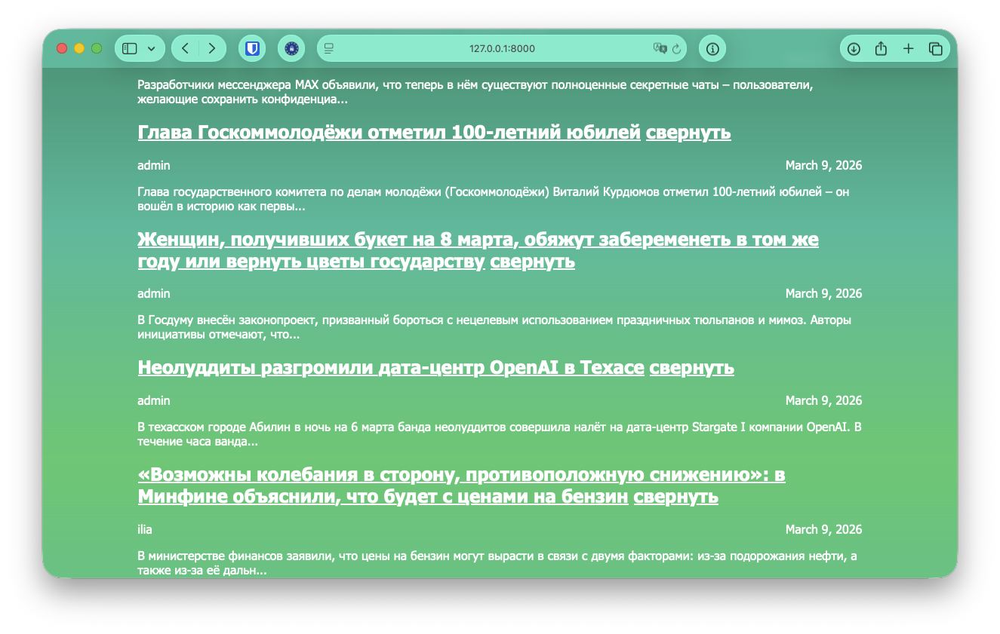 127.0.0.1:8000
Разработчики мессенджера MAX объявили, что теперь в нём существуют полноценные секретные чаты – пользователи,
желающие сохранить конфиденциа...
Глава Госкоммолодёжи отметил 100-летний юбилей свернуть
admin March 9, 2026
Глава государственного комитета по делам молодёжи (Госкоммолодёжи) Виталий Курдюмов отметил 100-летний юбилей – он
вошёл в историю как первы...
Женщин, получивших букет на 8 марта, обяжут забеременеть в том же
году или вернуть цветы государству свернуть
admin March 9, 2026
В Госдуму внесён законопроект, призванный бороться с нецелевым использованием праздничных тюльпанов и мимоз. Авторы
инициативы отмечают, что...
Неолуддиты разгромили дата-центр OpenAI в Техасе свернуть
admin March 9, 2026
В техасском городе Абилин в ночь на 6 марта банда неолуддитов совершила налёт на дата-центр Stargate I компании OpenAI. В
течение часа ванда...
«Возможны колебания в сторону, противоположную снижению»: в
Минфине объяснили, что будет с ценами на бензин свернуть
ilia March 9, 2026
В министерстве финансов заявили, что цены на бензин могут вырасти в связи с двумя факторами: из-за подорожания нефти, а
также из-за её дальн...